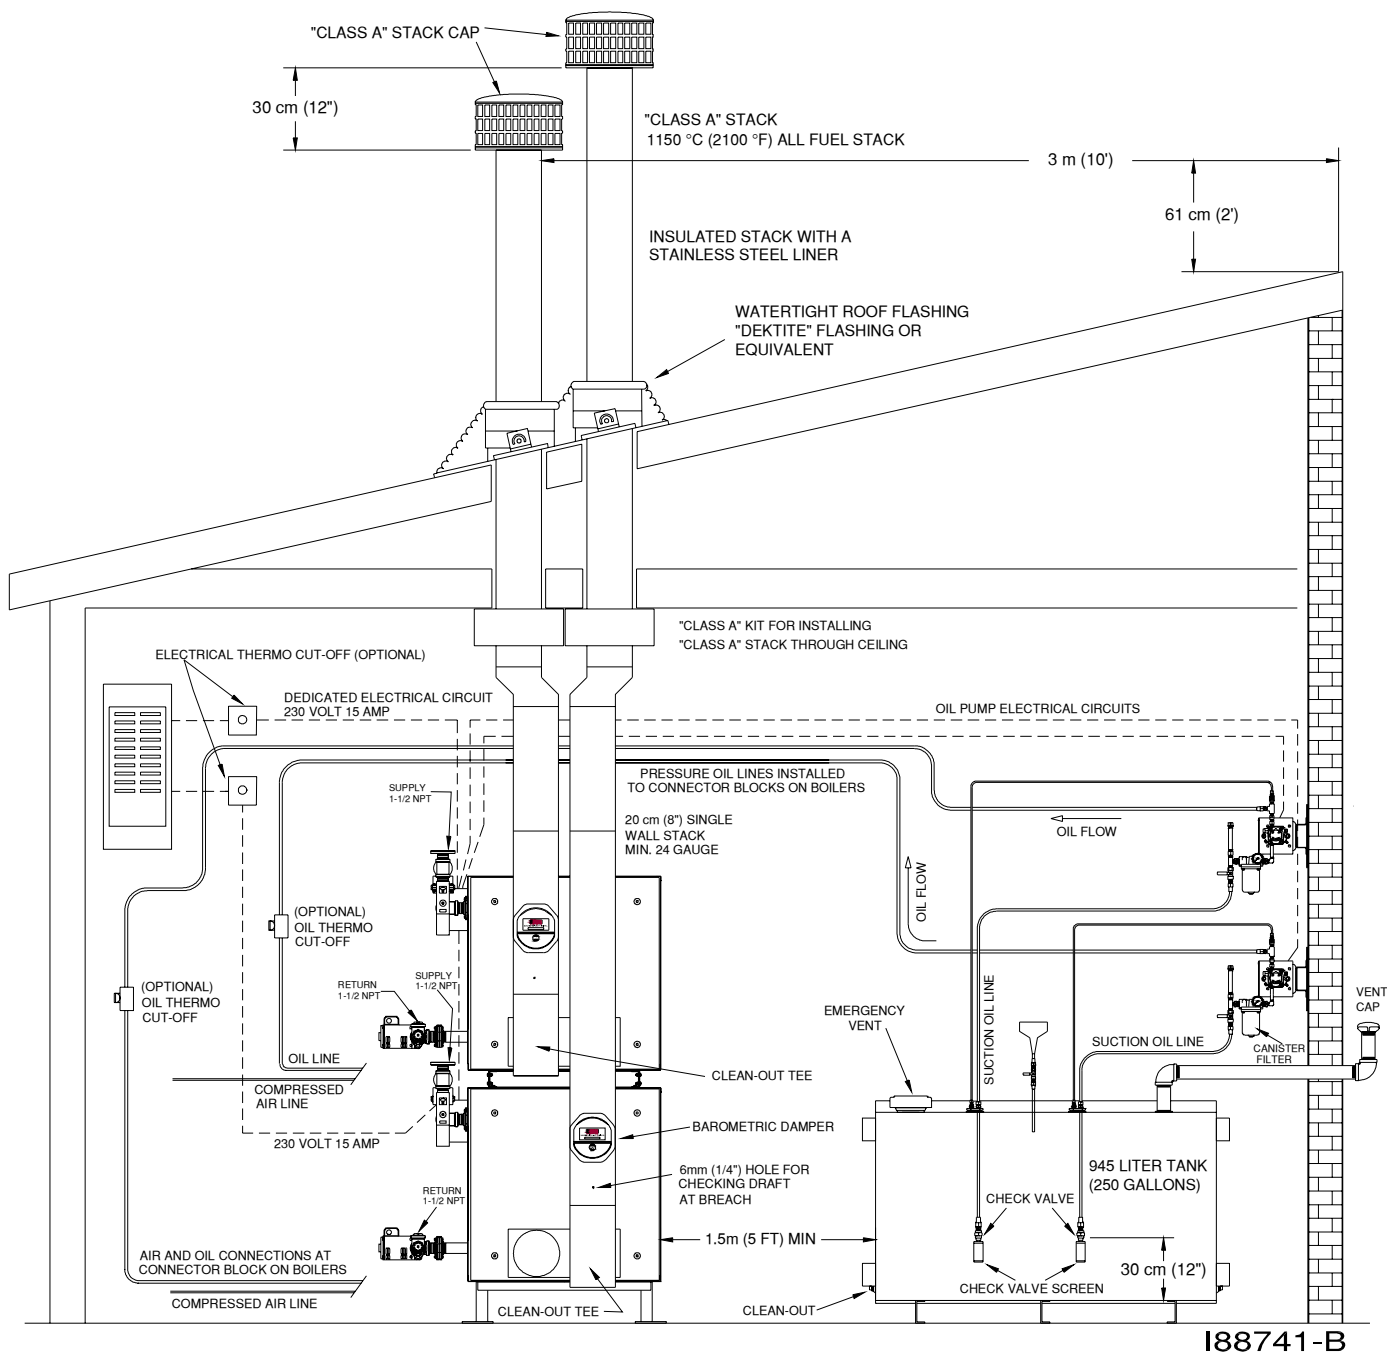 "CLASS A" STACK CAP
30 cm (12")
"CLASS A" STACK
1150 °C (2100 °F) ALL FUEL STACK
3 m (10')
61 cm (2')
INSULATED STACK WITH A
STAINLESS STEEL LINER
WATERTIGHT ROOF FLASHING
"DEKTITE" FLASHING OR
EQUIVALENT
"CLASS A" KIT FOR INSTALLING
"CLASS A" STACK THROUGH CEILING
ELECTRICAL THERMO CUT-OFF (OPTIONAL)
DEDICATED ELECTRICAL CIRCUIT
230 VOLT 15 AMP
OIL PUMP ELECTRICAL CIRCUITS
PRESSURE OIL LINES INSTALLED
TO CONNECTOR BLOCKS ON BOILERS
SUPPLY
1-1/2 NPT
20 cm (8") SINGLE
WALL STACK
MIN. 24 GAUGE
OIL FLOW
OIL FLOW
(OPTIONAL)
OIL THERMO
CUT-OFF
(OPTIONAL)
OIL THERMO
CUT-OFF
RETURN
1-1/2 NPT
SUPPLY
1-1/2 NPT
SUCTION OIL LINE
EMERGENCY
VENT
SUCTION OIL LINE
CANISTER
FILTER
VENT
CAP
OIL LINE
COMPRESSED
AIR LINE
CLEAN-OUT TEE
230 VOLT 15 AMP
BAROMETRIC DAMPER
6mm (1/4") HOLE FOR
CHECKING DRAFT
AT BREACH
945 LITER TANK
(250 GALLONS)
RETURN
1-1/2 NPT
CHECK VALVE
1.5m (5 FT) MIN
AIR AND OIL CONNECTIONS AT
CONNECTOR BLOCK ON BOILERS
30 cm (12")
CHECK VALVE SCREEN
COMPRESSED AIR LINE
CLEAN-OUT TEE
CLEAN-OUT
I88741-B